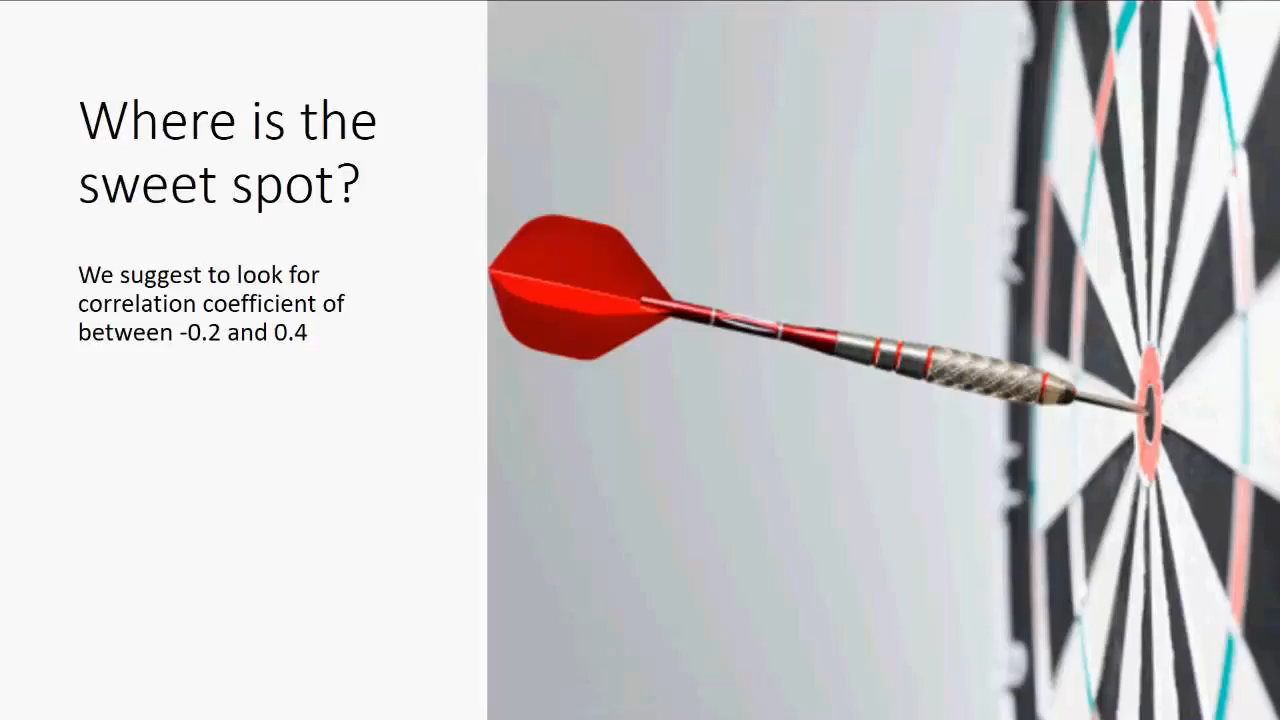 Where is the
sweet spot?
We suggest to look for
correlation coefficient of
between -0.2 and 0.4